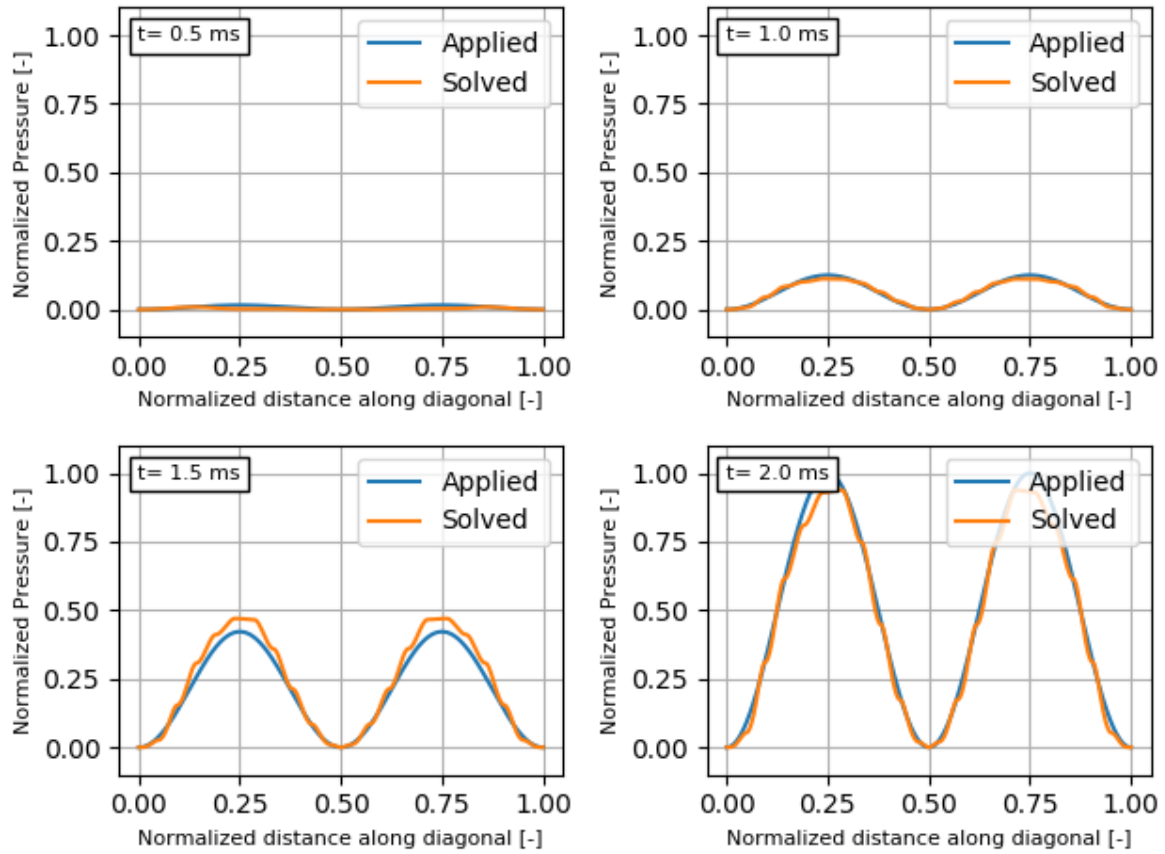 t= 0.5 ms
Applied
Solved
1.00
0.75
0.50
0.25
0.00
Normalized Pressure [-]
0.00 0.25 0.50 0.75 1.00
Normalized distance along diagonal [-]
t= 1.0 ms
Applied
Solved
1.00
0.75
0.50
0.25
0.00
Normalized Pressure [-]
0.00 0.25 0.50 0.75 1.00
Normalized distance along diagonal [-]
t= 1.5 ms
Applied
Solved
1.00
0.75
0.50
0.25
0.00
Normalized Pressure [-]
0.00 0.25 0.50 0.75 1.00
Normalized distance along diagonal [-]
t= 2.0 ms
Applied
Solved
1.00
0.75
0.50
0.25
0.00
Normalized Pressure [-]
0.00 0.25 0.50 0.75 1.00
Normalized distance along diagonal [-]